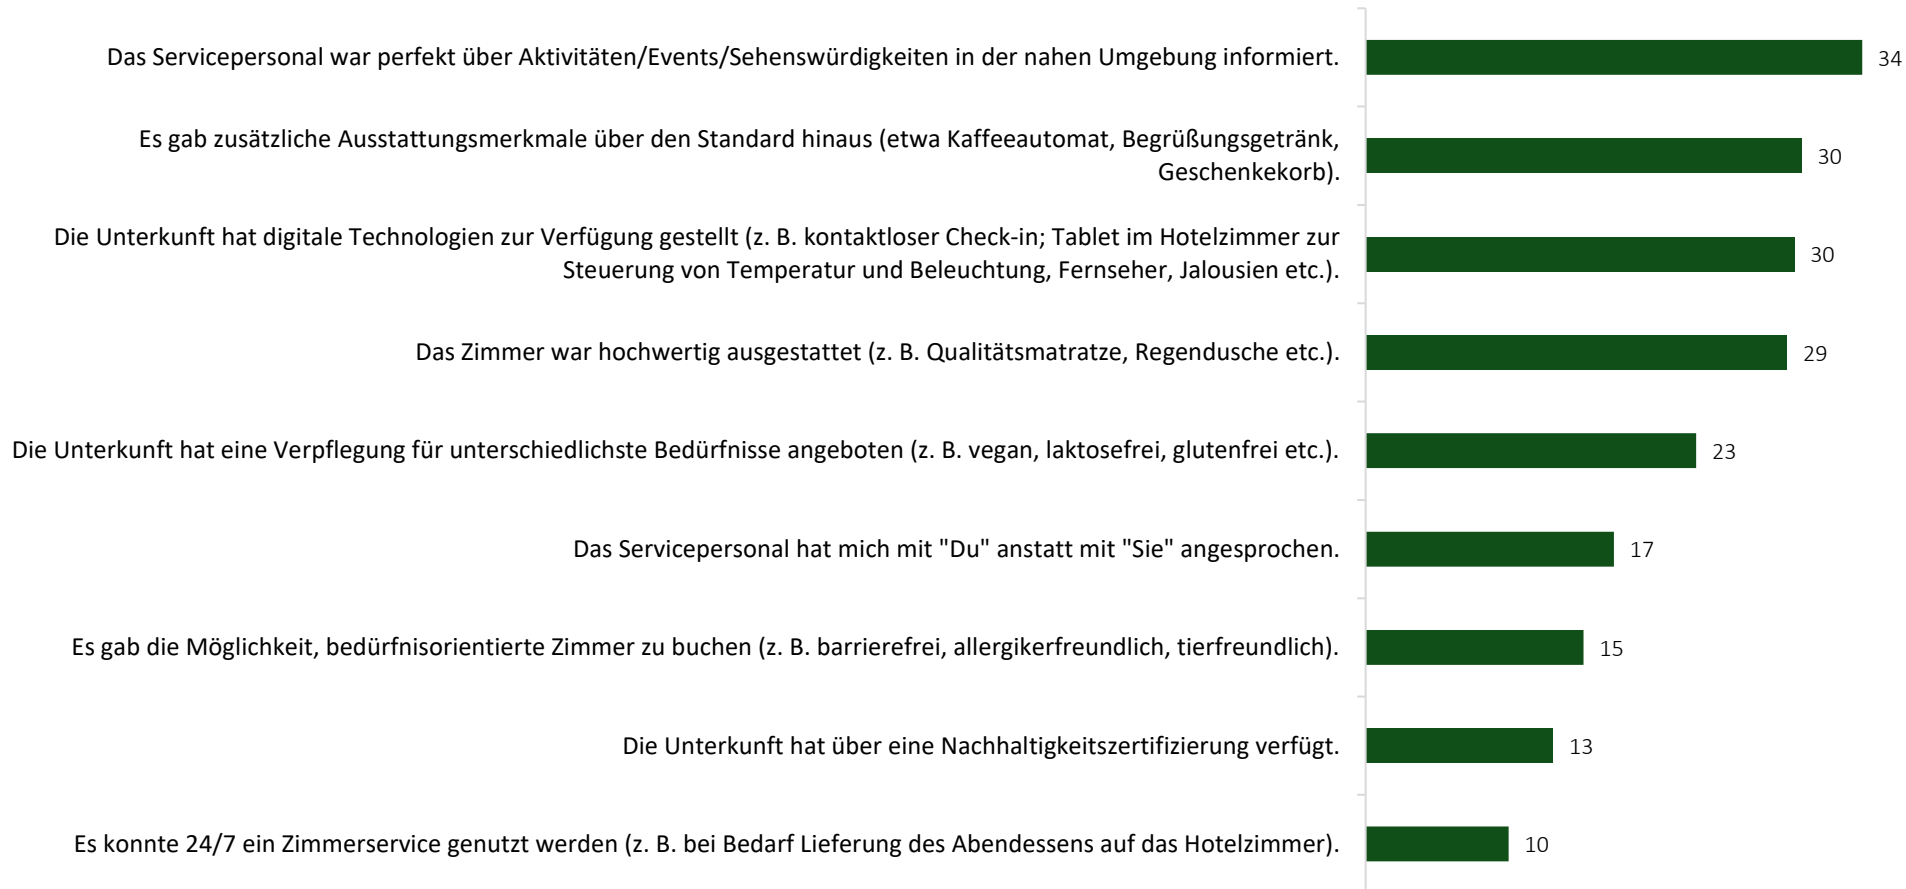 Das Servicepersonal war perfekt über Aktivitäten/Events/Sehenswürdigkeiten in der nahen Umgebung informiert.
34
Es gab zusätzliche Ausstattungsmerkmale über den Standard hinaus (etwa Kaffeeautomat, Begrüßungsgetränk,
Geschenkekorb).
30
Die Unterkunft hat digitale Technologien zur Verfügung gestellt (z. B. kontaktloser Check-in; Tablet im Hotelzimmer zur
Steuerung von Temperatur und Beleuchtung, Fernseher, Jalousien etc.).
30
Das Zimmer war hochwertig ausgestattet (z. B. Qualitätsmatratze, Regendusche etc.).
29
Die Unterkunft hat eine Verpflegung für unterschiedlichste Bedürfnisse angeboten (z. B. vegan, laktosefrei, glutenfrei etc.).
23
Das Servicepersonal hat mich mit "Du" anstatt mit "Sie" angesprochen.
17
Es gab die Möglichkeit, bedürfnisorientierte Zimmer zu buchen (z. B. barrierefrei, allergikerfreundlich, tierfreundlich).
15
Die Unterkunft hat über eine Nachhaltigkeitszertifizierung verfügt.
13
Es konnte 24/7 ein Zimmerservice genutzt werden (z. B. bei Bedarf Lieferung des Abendessens auf das Hotelzimmer).
10